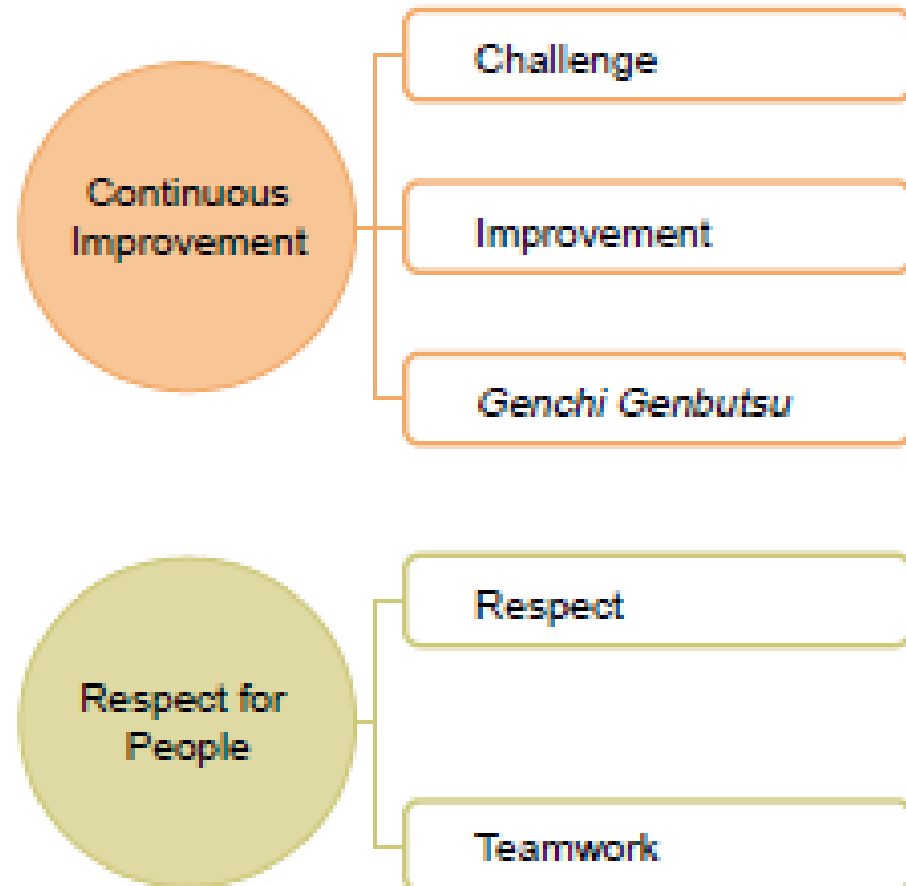 Continuous
Improvement
Challenge
Improvement
Genchi Genbutsu
Respect for
People
Respect
Teamwork